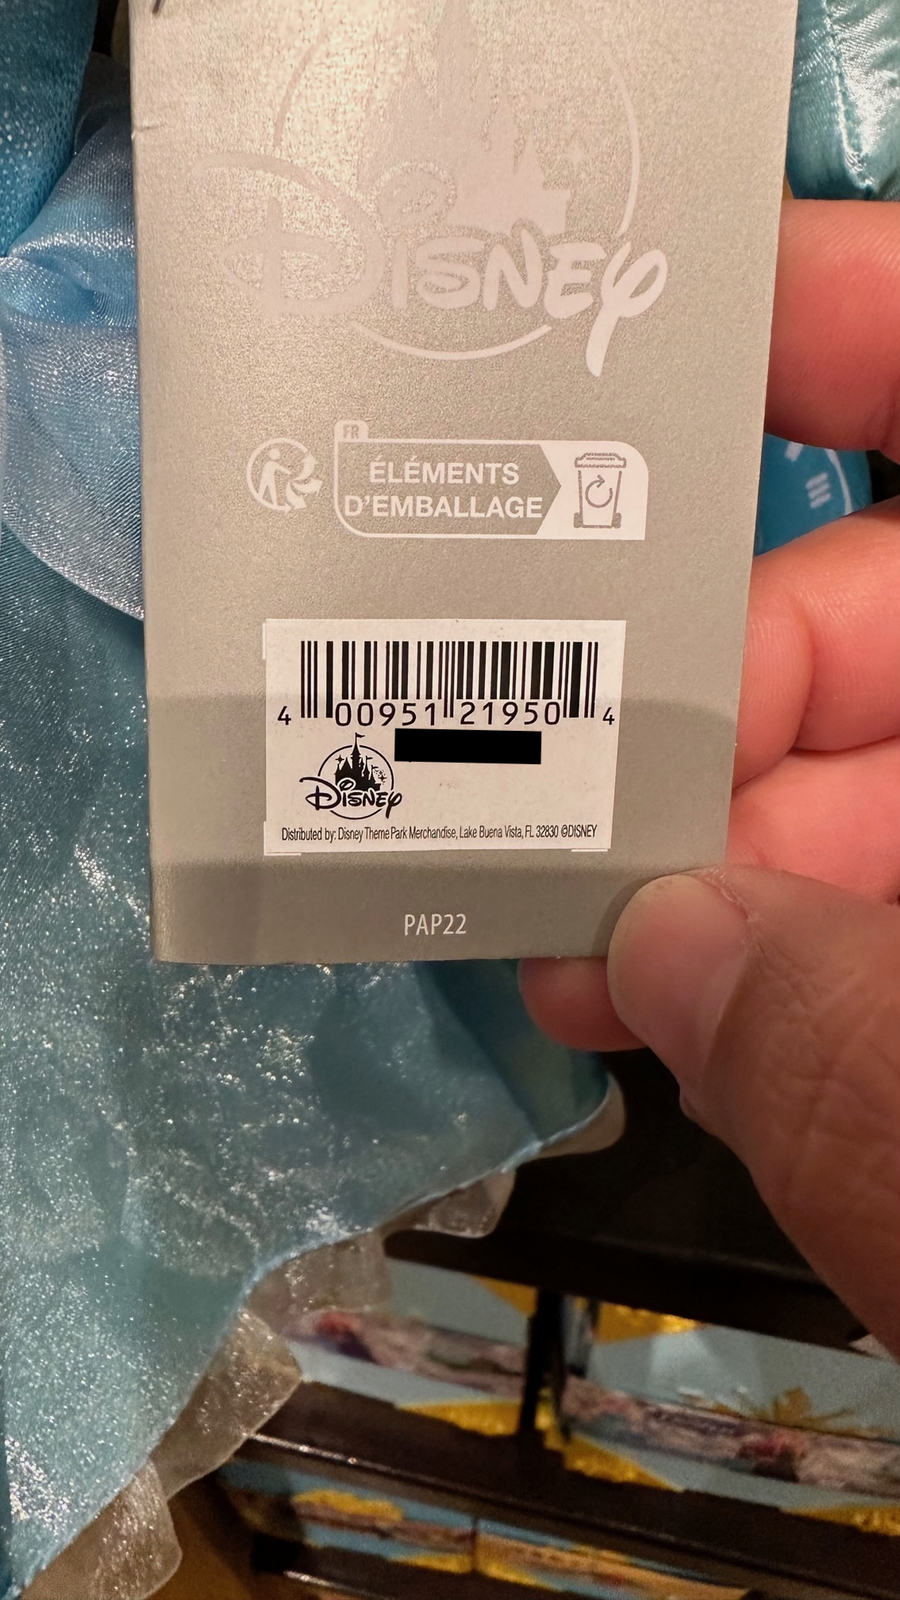 Disney
FR
ÉLÉMENTS
D'EMBALLAGE
4 00951 21950 4
Disney
Distributed by: Disney Theme Park Merchandise, Lake Buena Vista, FL 32830 ©DISNEY
PAP22